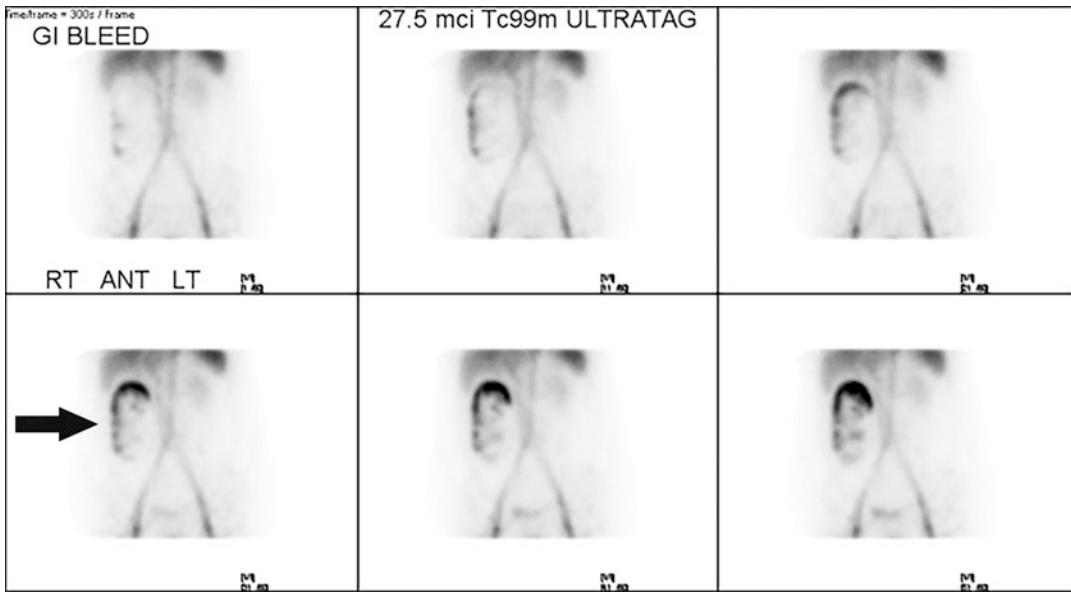 Time/frame = 300s / Frame
GI BLEED
27.5 mci Tc99m ULTRATAG
RT ANT LT